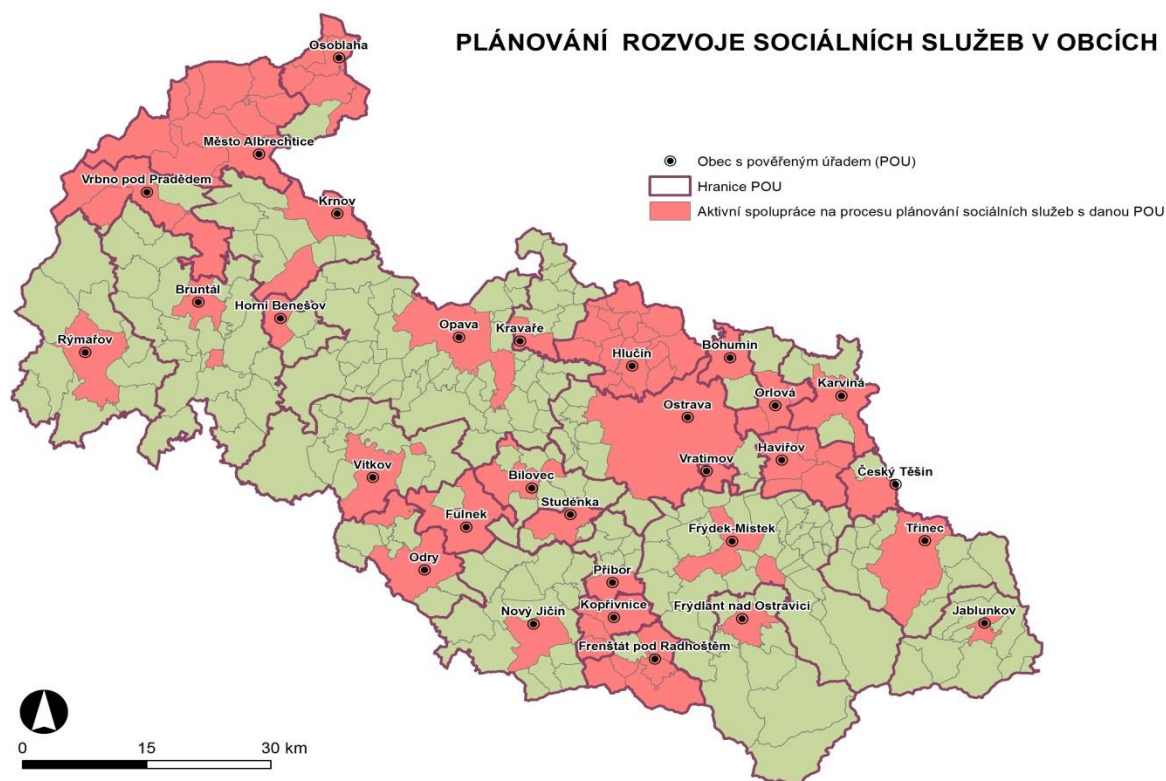 PLÁNOVÁNÍ ROZVOJE SOCIÁLNÍCH SLUŽEB V OBCÍCH
Obec s pověřeným úřadem (POU)
Hranice POU
Aktivní spolupráce na procesu plánování sociálních služeb s danou POU
Osoblaha
Město Albrechtice
Vrbno pod Pradědem
Krnov
Bruntál
Horní Benešov
Rýmařov
Opava
Kravaře
Hlučín
Bohumín
Orlová
Karviná
Ostrava
Vratimov
Havířov
Český Těšín
Vítkov
Bílovec
Studénka
Fulnek
Odry
Frýdek-Místek
Třinec
Příbor
Kopřivnice
Nový Jičín
Frýdlant nad Ostravicí
Jablunkov
Frenštát pod Radhoštěm
0 15 30 km